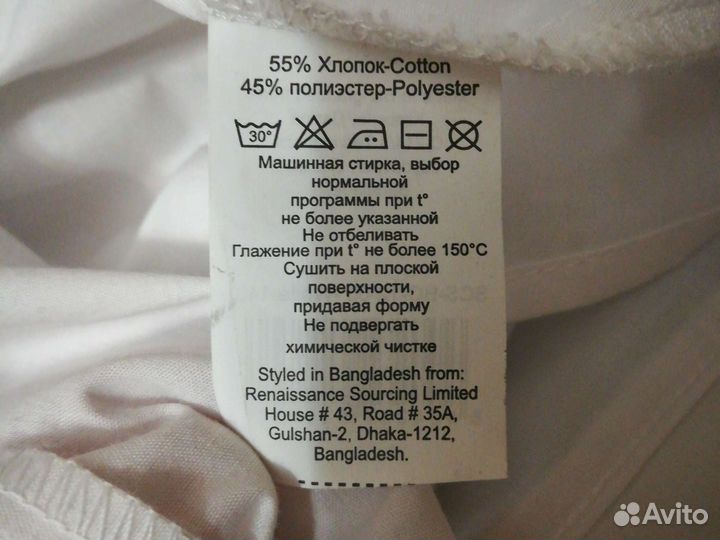 55% Хлопок-Cotton
45% полиэстер-Polyester
30°
Машинная стирка, выбор
нормальной
программы при t°
не более указанной
Не отбеливать
Глажение при t° не более 150°C
Сушить на плоской
поверхности,
придавая форму
Не подвергать
химической чистке
Styled in Bangladesh from:
Renaissance Sourcing Limited
House # 43, Road # 35A,
Gulshan-2, Dhaka-1212,
Bangladesh.
Avito